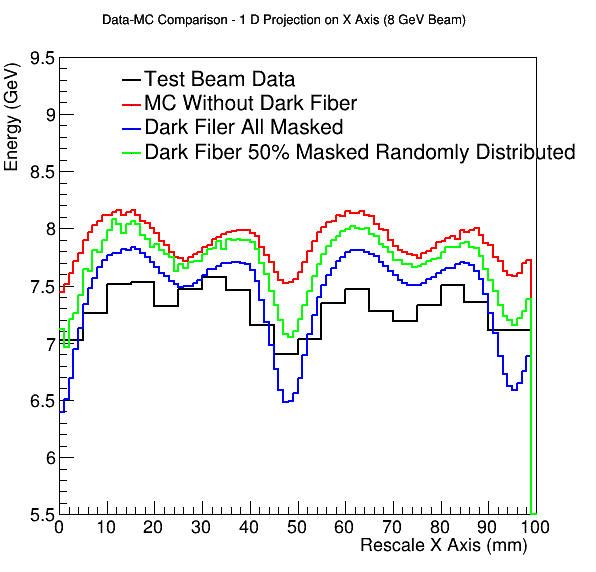 Data-MC Comparison - 1 D Projection on X Axis (8 GeV Beam)
Energy (GeV)
9.5
9
8.5
8
7.5
7
6.5
6
5.5
Test Beam Data
MC Without Dark Fiber
Dark Filer All Masked
Dark Fiber 50% Masked Randomly Distributed
0 10 20 30 40 50 60 70 80 90 100
Rescale X Axis (mm)